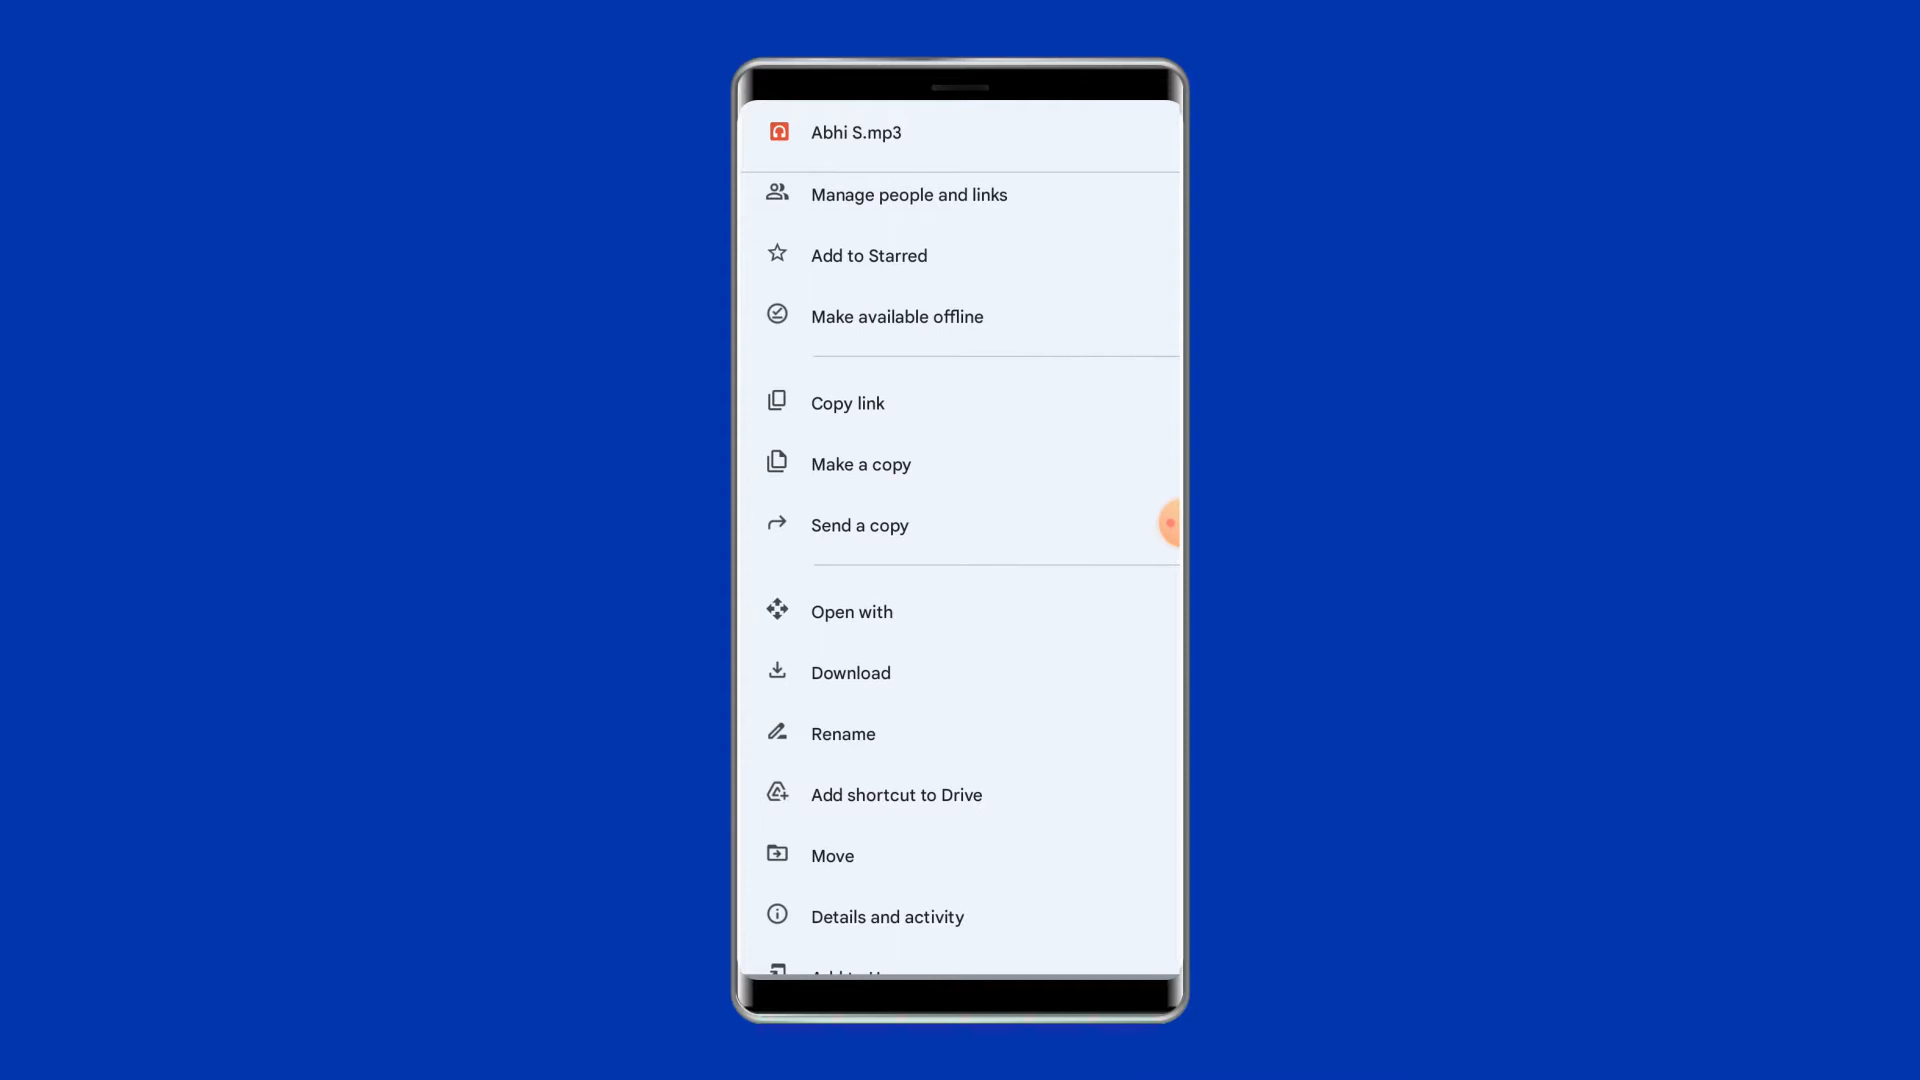 Abhi S.mp3
Manage people and links
Add to Starred
Make available offline
Copy link
Make a copy
Send a copy
Open with
Download
Rename
Add shortcut to Drive
Move
Details and activity